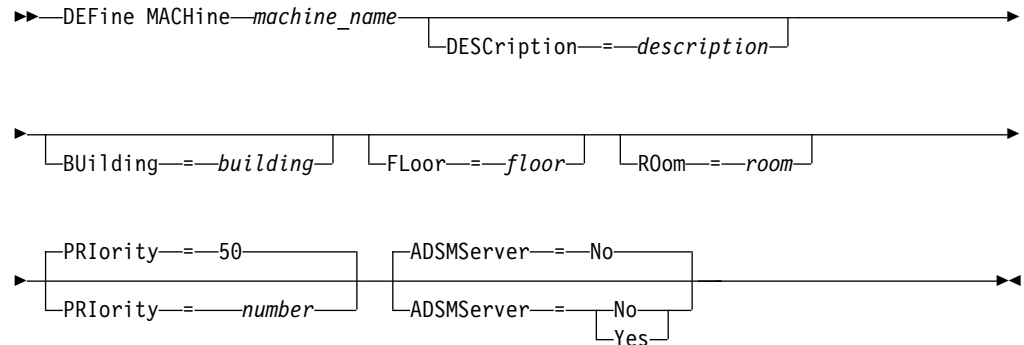 DEFine MACHine machine_name
DESCription = description
BUilding = building FLoor = floor ROom = room
PRIority = 50 ADSMServer = No
PRIority = number ADSMServer = No
Yes